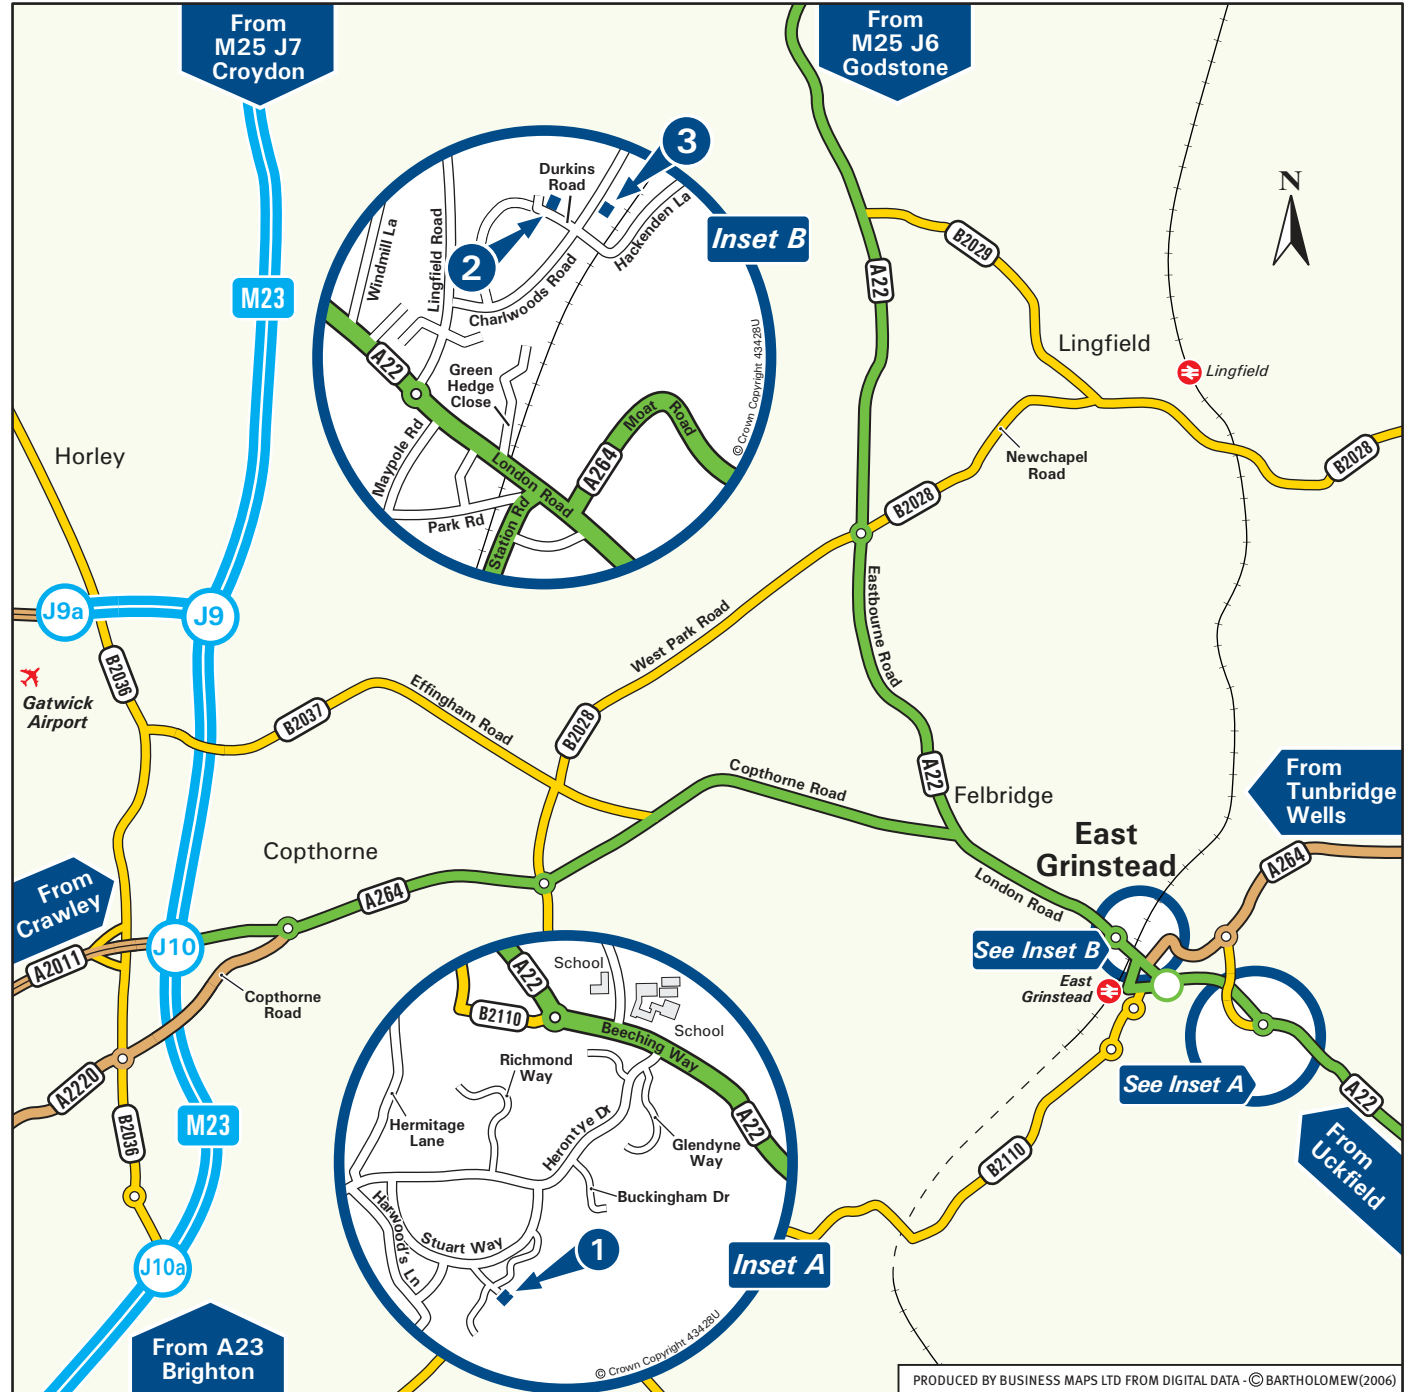 From
M25 J7
Croydon
From
M25 J6
Godstone
N
3
Durkins
Road
Hackenden La
Inset B
Windmill La
Lingfield Road
2
Charlwoods Road
A22
Green
Hedge
Close
Maypole Rd
London Road
A264
Moat Road
Park Rd
Station Rd
© Crown Copyright 43428U
M23
B2029
A22
Lingfield
Lingfield
Horley
Newchapel
Road
B2028
B2028
J9a
J9
Eastbourne Road
West Park Road
B2036
Gatwick
Airport
B2037
Effingham Road
B2028
Copthorne Road
A22
Felbridge
From
Tunbridge
Wells
East
Grinstead
A264
London Road
Copthorne
From
Crawley
A264
A2011
J10
See Inset B
East
Grinstead
Copthorne
Road
A2220
B2036
M23
See Inset A
A22
From
Uckfield
B2110
School
A22
B2110
School
Beeching Way
Richmond
Way
Hermitage
Lane
Herontye Dr
Glendyne
Way
A22
Buckingham Dr
Harwood's Ln
Stuart Way
1
Inset A
© Crown Copyright 43428U
J10a
From A23
Brighton
PRODUCED BY BUSINESS MAPS LTD FROM DIGITAL DATA - © BARTHOLOMEW(2006)